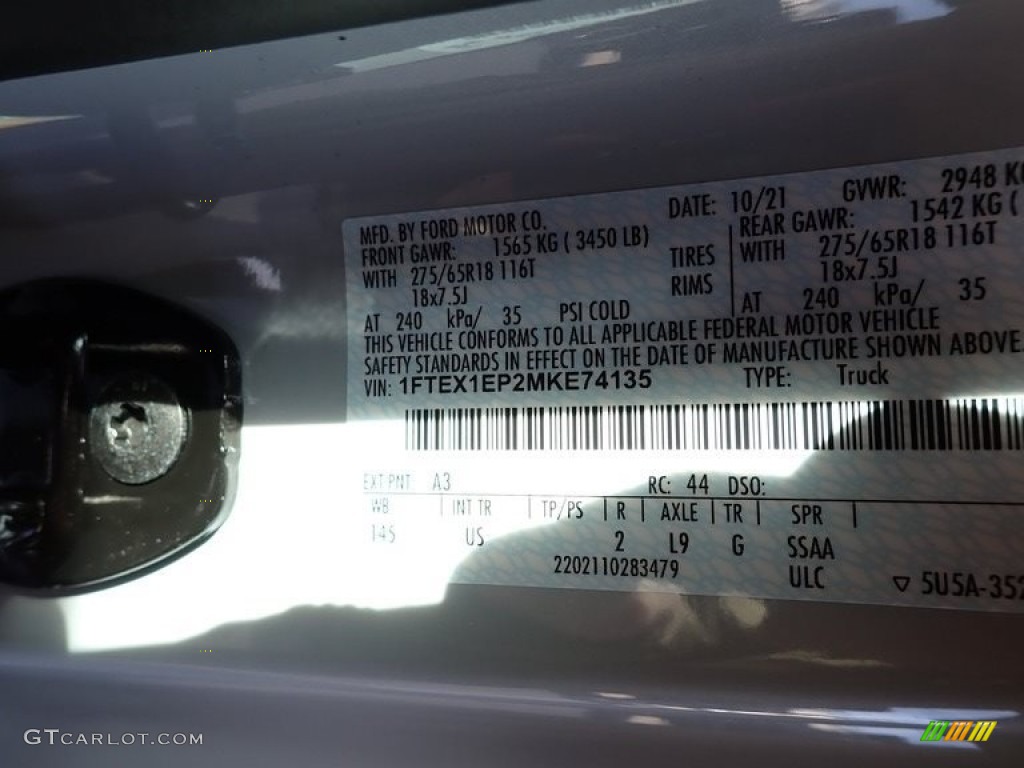 MFD. BY FORD MOTOR CO. DATE: 10/21 GVWR: 2948 KG
FRONT GAWR: 1565 KG ( 3450 LB) REAR GAWR: 1542 KG (
WITH 275/65R18 116T TIRES WITH 275/65R18 116T
18x7.5J RIMS 18x7.5J
AT 240 kPa/ 35 PSI COLD AT 240 kPa/ 35
THIS VEHICLE CONFORMS TO ALL APPLICABLE FEDERAL MOTOR VEHICLE
SAFETY STANDARDS IN EFFECT ON THE DATE OF MANUFACTURE SHOWN ABOVE.
VIN: 1FTEX1EP2MKE74135 TYPE: Truck
EXT PNT A3 RC: 44 DSO:
WB INT TR TP/PS R AXLE TR SPR
145 US 2 L9 G SSAA
2202110283479 ULC ▽ 5U5A-352
GTCARLOT.COM